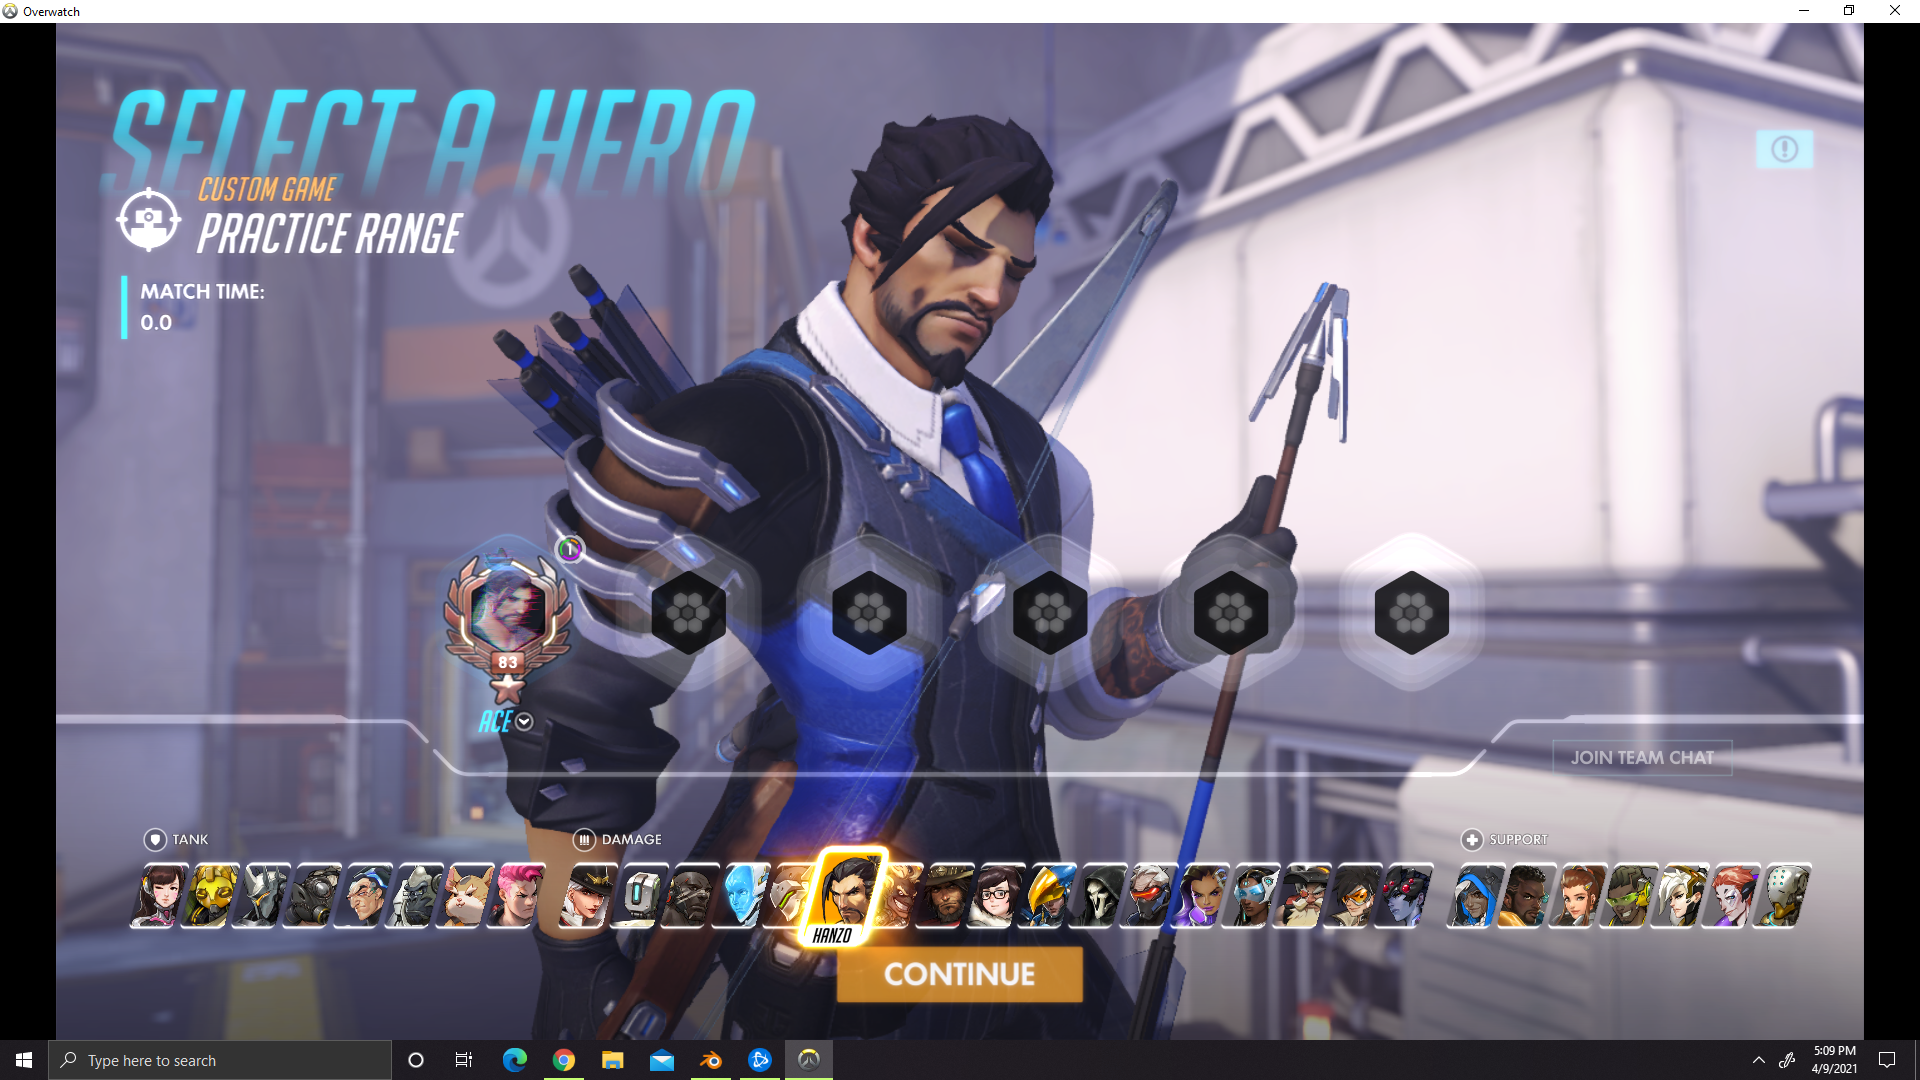 Overwatch
SELECT A HERO
CUSTOM GAME
PRACTICE RANGE
MATCH TIME:
0.0
1
83
ACE
JOIN TEAM CHAT
TANK
DAMAGE
SUPPORT
HANZO
CONTINUE
Type here to search
5:09 PM
4/9/2021